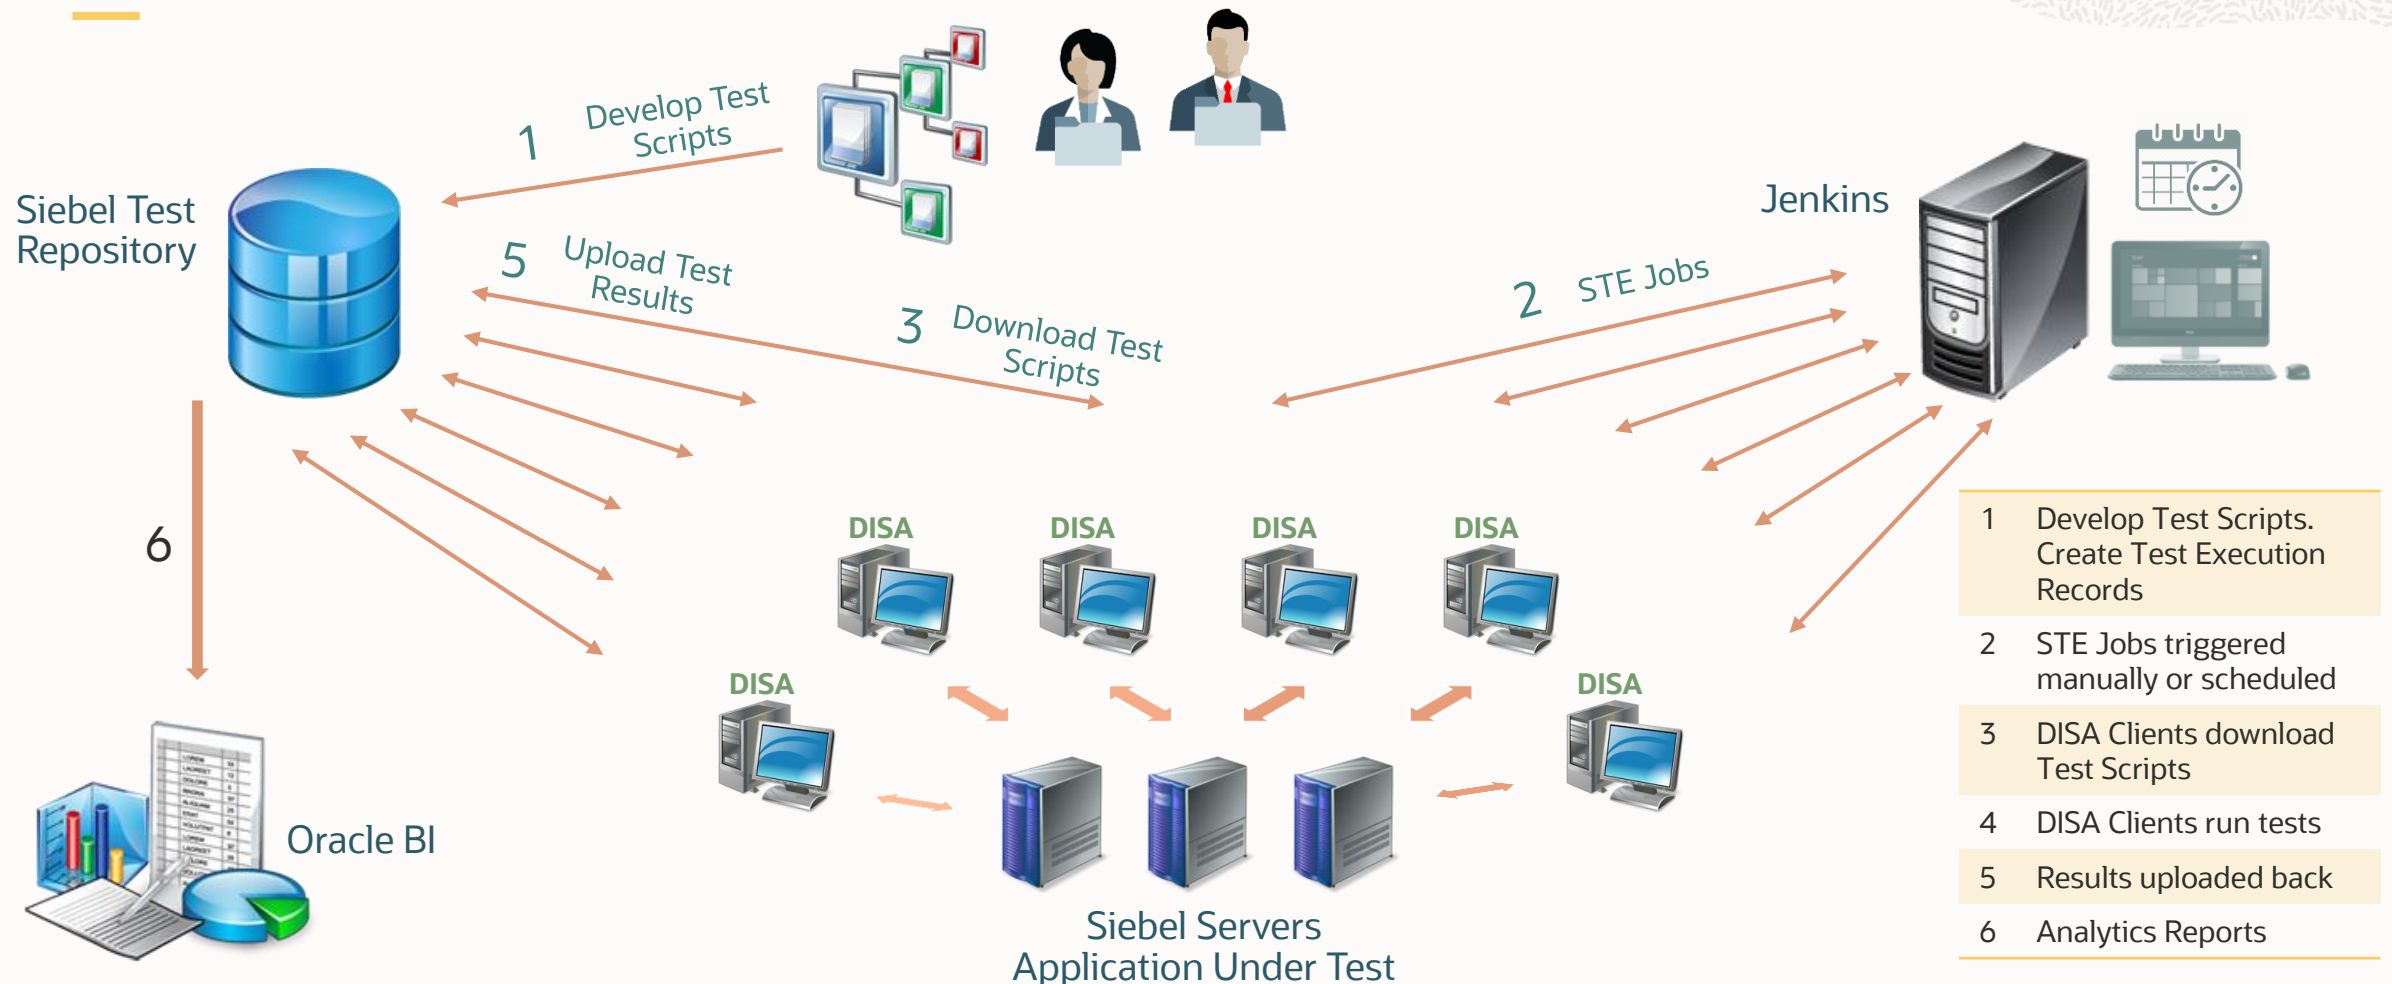 1
Develop Test
Scripts
Siebel Test
Repository
Jenkins
5
Upload Test
Results
3
Download Test
Scripts
2
STE Jobs
6
DISA
DISA
DISA
DISA
DISA
DISA
Oracle BI
Siebel Servers
Application Under Test
1 Develop Test Scripts.
Create Test Execution
Records
2 STE Jobs triggered
manually or scheduled
3 DISA Clients download
Test Scripts
4 DISA Clients run tests
5 Results uploaded back
6 Analytics Reports